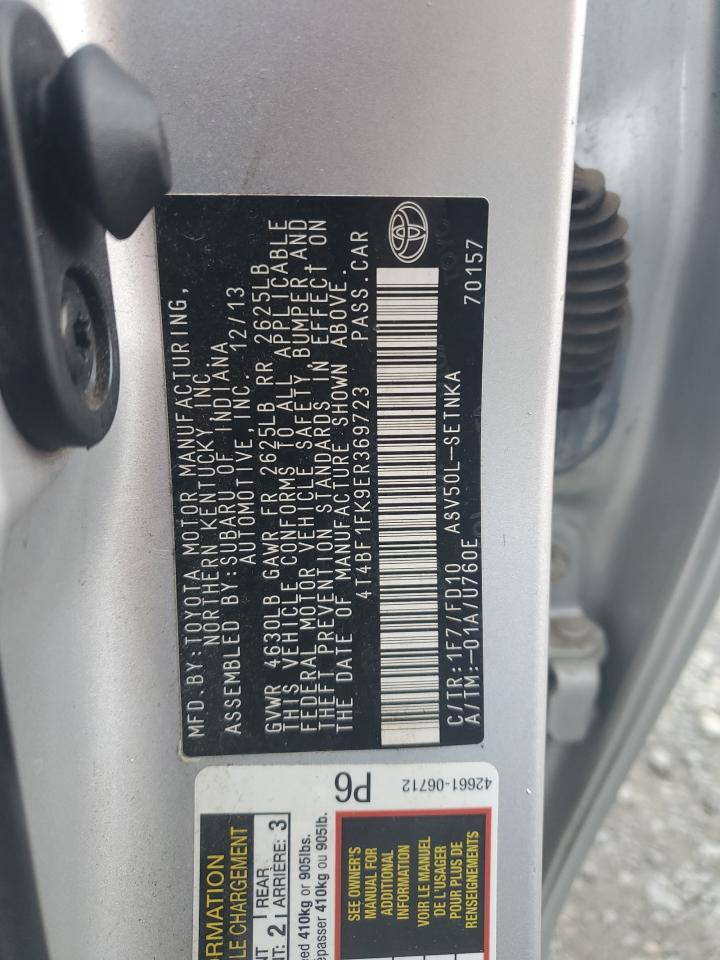 MFD.BY:TOYOTA MOTOR MANUFACTURING,
NORTHERN KENTUCKY, INC.
ASSEMBLED BY:SUBARU OF INDIANA
AUTOMOTIVE, INC. 12/13
GVWR 4630LB GAWR FR 2625LB RR 2625LB
THIS VEHICLE CONFORMS TO ALL APPLICABLE
FEDERAL MOTOR VEHICLE SAFETY, BUMPER, AND
THEFT PREVENTION STANDARDS IN EFFECT ON
THE DATE OF MANUFACTURE SHOWN ABOVE.
4T4BF1FK9ER369723 PASS.CAR
C/TR:1F7/FD10 ASV50L-SETNKA
A/TM:-01A/U760E 70157
P6
42661-06712
ORMATION
LE CHARGEMENT
NT 2 REAR 3
NT: ARRIÈRE:
eed 410kg or 905lbs.
épasser 410kg ou 905lb.
SEE OWNER'S
MANUAL FOR
ADDITIONAL
INFORMATION
VOIR LE MANUEL
DE L'USAGER
POUR PLUS DE
RENSEIGNEMENTS